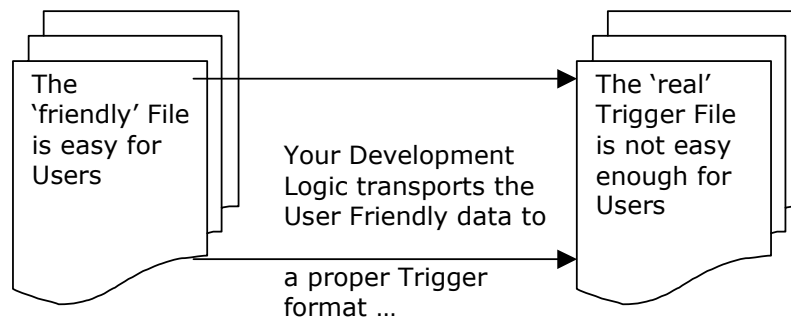 The
‘friendly’ File
is easy for
Users
Your Development
Logic transports the
User Friendly data to
a proper Trigger
format …
The ‘real’
Trigger File
is not easy
enough for
Users